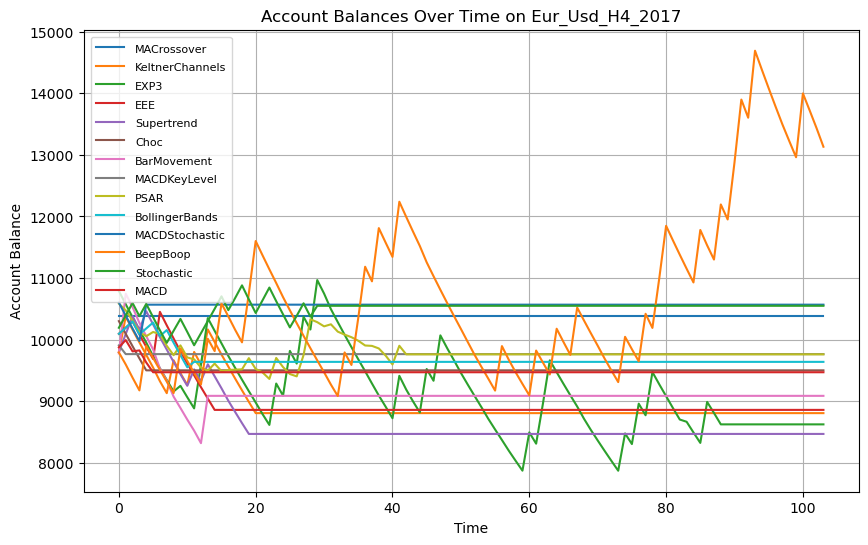 Account Balances Over Time on Eur_Usd_H4_2017
Account Balance
15000
14000
13000
12000
11000
10000
9000
8000
MACrossover
KeltnerChannels
EXP3
EEE
Supertrend
Choc
BarMovement
MACDKeyLevel
PSAR
BollingerBands
MACDStochastic
BeepBoop
Stochastic
MACD
0 20 40 60 80 100
Time